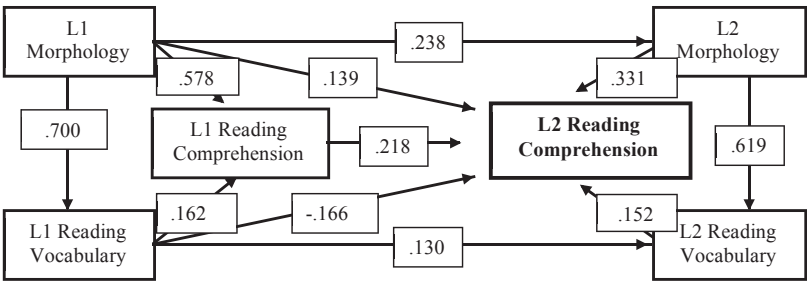 L1
Morphology
.238
L2
Morphology
.578
.139
.331
.700
L1 Reading
Comprehension
.218
L2 Reading
Comprehension
.619
.162
-.166
.152
L1 Reading
Vocabulary
.130
L2 Reading
Vocabulary